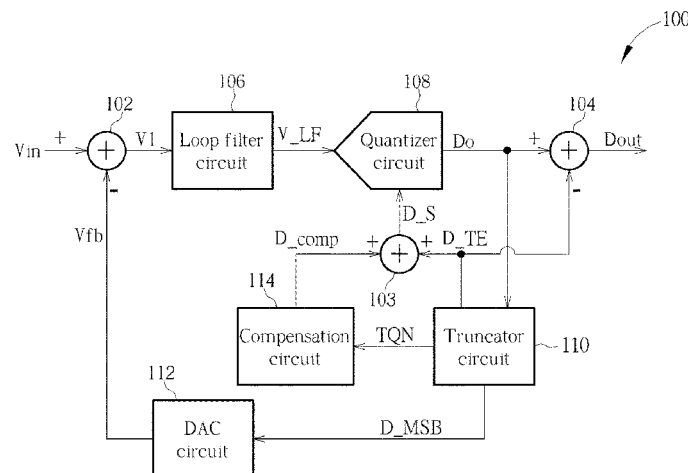 100
106
108
102
104
+
V1
Loop filter
circuit
V_LF
Quantizer
circuit
Do
+
+
+
Dout
Vin
-
-
Vfb
D_S
D_comp
+
+
+
D_TE
103
114
Compensation
circuit
TQN
Truncator
circuit
110
112
DAC
circuit
D_MSB